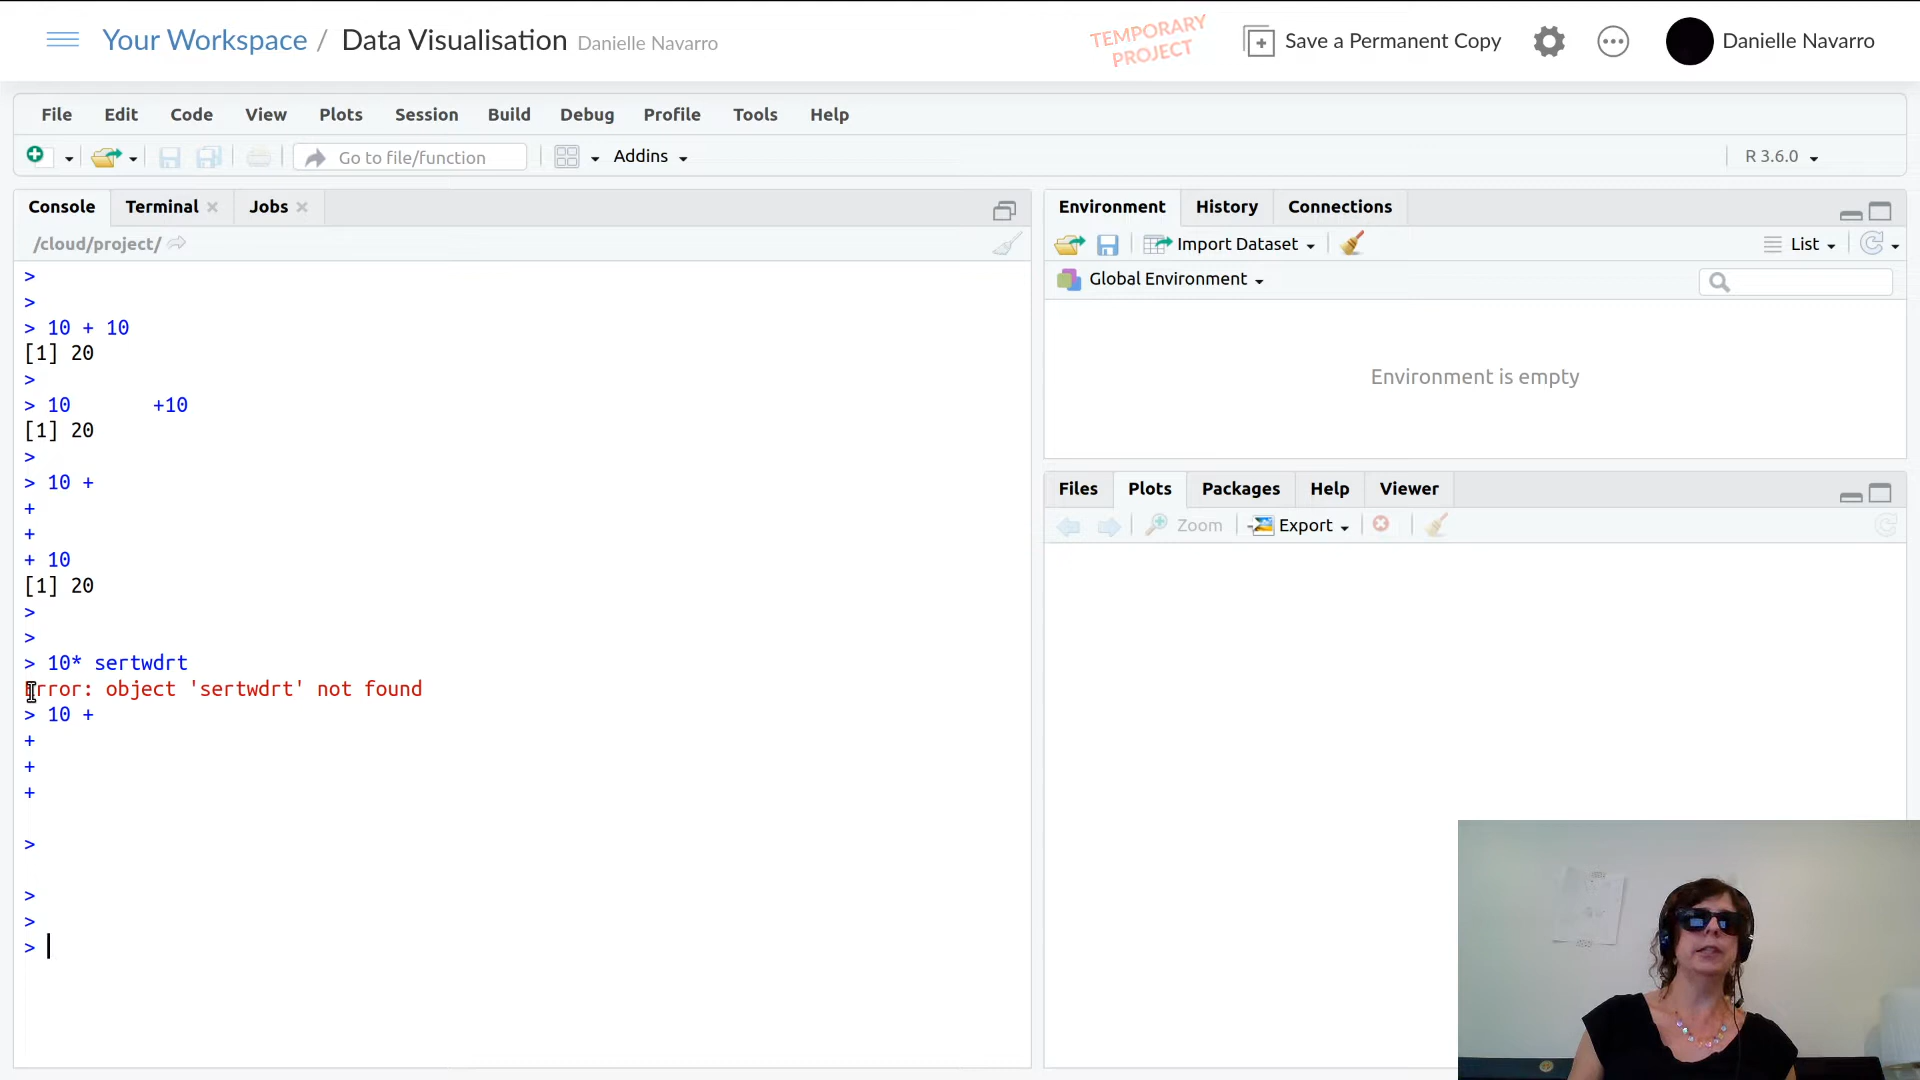 Your Workspace / Data Visualisation Danielle Navarro
TEMPORARY
PROJECT
Save a Permanent Copy
Danielle Navarro
File Edit Code View Plots Session Build Debug Profile Tools Help
Go to file/function
Addins
R 3.6.0
Console Terminal Jobs
/cloud/project/
>
>
> 10 + 10
[1] 20
>
> 10       +10
[1] 20
>
> 10 +
+
+
+ 10
[1] 20
>
>
> 10* sertwdrt
Error: object 'sertwdrt' not found
> 10 +
+
+
+
>
>
>
>
Environment History Connections
Import Dataset
List
Global Environment
Environment is empty
Files Plots Packages Help Viewer
Zoom Export